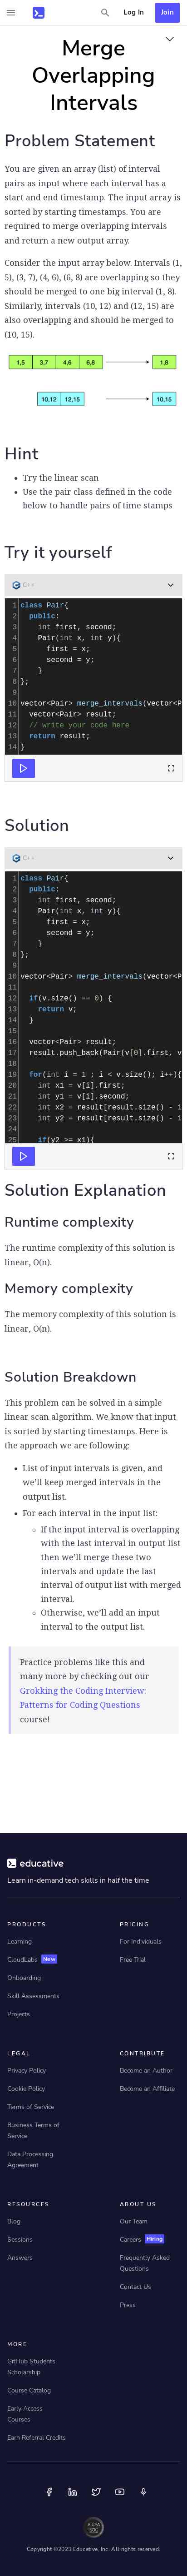 Log In
Join
Merge
Overlapping
Intervals
Problem Statement
You are given an array (list) of interval
pairs as input where each interval has a
start and end timestamp. The input array is
sorted by starting timestamps. You are
required to merge overlapping intervals
and return a new output array.
Consider the input array below. Intervals (1,
5), (3, 7), (4, 6), (6, 8) are overlapping so they
should be merged to one big interval (1, 8).
Similarly, intervals (10, 12) and (12, 15) are
also overlapping and should be merged to
(10, 15).
1,5 3,7 4,6 6,8 1,8
10,12 12,15 10,15
Hint
Try the linear scan
Use the pair class defined in the code
below to handle pairs of time stamps
Try it yourself
C++
1 class Pair{
2 public:
3 int first, second;
4 Pair(int x, int y){
5 first = x;
6 second = y;
7 }
8 };
9
10 vector<Pair> merge_intervals(vector<P
11 vector<Pair> result;
12 // write your code here
13 return result;
14 }
Solution
C++
1 class Pair{
2 public:
3 int first, second;
4 Pair(int x, int y){
5 first = x;
6 second = y;
7 }
8 };
9
10 vector<Pair> merge_intervals(vector<P
11
12 if(v.size() == 0) {
13 return v;
14 }
15
16 vector<Pair> result;
17 result.push_back(Pair(v[0].first, v
18
19 for(int i = 1 ; i < v.size(); i++){
20 int x1 = v[i].first;
21 int y1 = v[i].second;
22 int x2 = result[result.size() - 1
23 int y2 = result[result.size() - 1
24
25 if(y2 >= x1){
Solution Explanation
Runtime complexity
The runtime complexity of this solution is
linear, O(n).
Memory complexity
The memory complexity of this solution is
linear, O(n).
Solution Breakdown
This problem can be solved in a simple
linear scan algorithm. We know that input
is sorted by starting timestamps. Here is
the approach we are following:
List of input intervals is given, and
we’ll keep merged intervals in the
output list.
For each interval in the input list:
If the input interval is overlapping
with the last interval in output list
then we’ll merge these two
intervals and update the last
interval of output list with merged
interval.
Otherwise, we’ll add an input
interval to the output list.
Practice problems like this and
many more by checking out our
Grokking the Coding Interview:
Patterns for Coding Questions
course!
educative
Learn in-demand tech skills in half the time
PRODUCTS
Learning
CloudLabs New
Onboarding
Skill Assessments
Projects
PRICING
For Individuals
Free Trial
LEGAL
Privacy Policy
Cookie Policy
Terms of Service
Business Terms of
Service
Data Processing
Agreement
CONTRIBUTE
Become an Author
Become an Affiliate
RESOURCES
Blog
Sessions
Answers
ABOUT US
Our Team
Careers Hiring
Frequently Asked
Questions
Contact Us
Press
MORE
GitHub Students
Scholarship
Course Catalog
Early Access
Courses
Earn Referral Credits
AICPA
SOC
Copyright ©2023 Educative, Inc. All rights reserved.